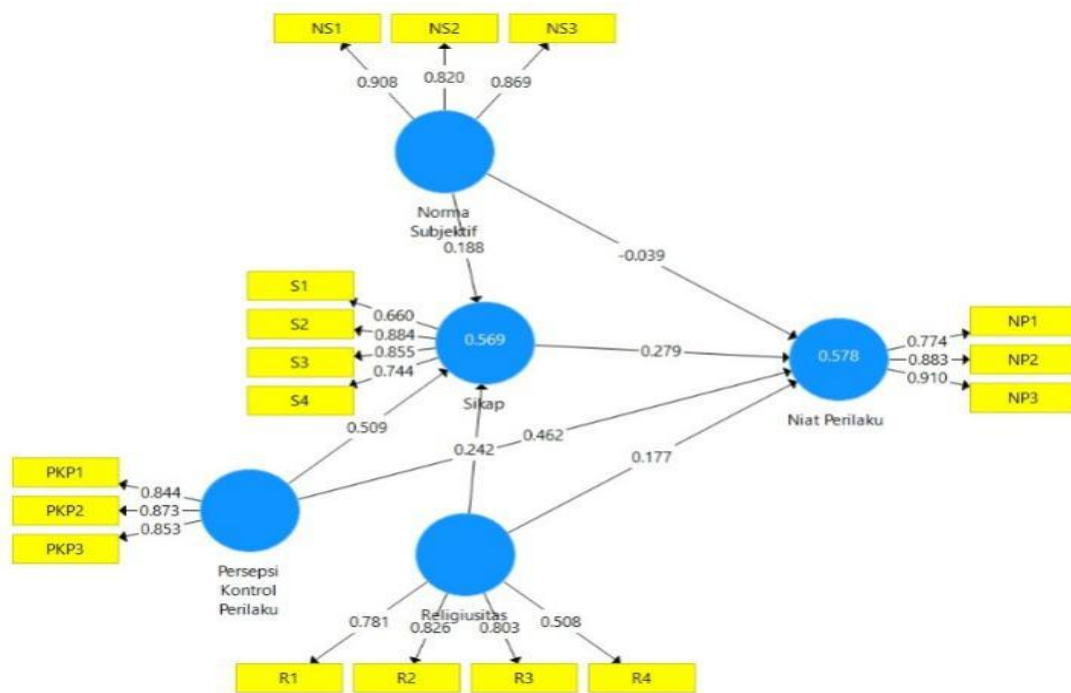 NS1 NS2 NS3
0.908 0.820 0.869
Norma
Subjektif
0.188
-0.039
S1
S2
S3
S4
0.660
0.884
0.855
0.744
0.569
Sikap
0.279
0.578
Niat Perilaku
0.774
0.883
0.910
NP1
NP2
NP3
0.509
0.242
0.462
0.177
PKP1
PKP2
PKP3
0.844
0.873
0.853
Persepsi
Kontrol
Perilaku
Religiusitas
0.781 0.826 0.803 0.508
R1 R2 R3 R4